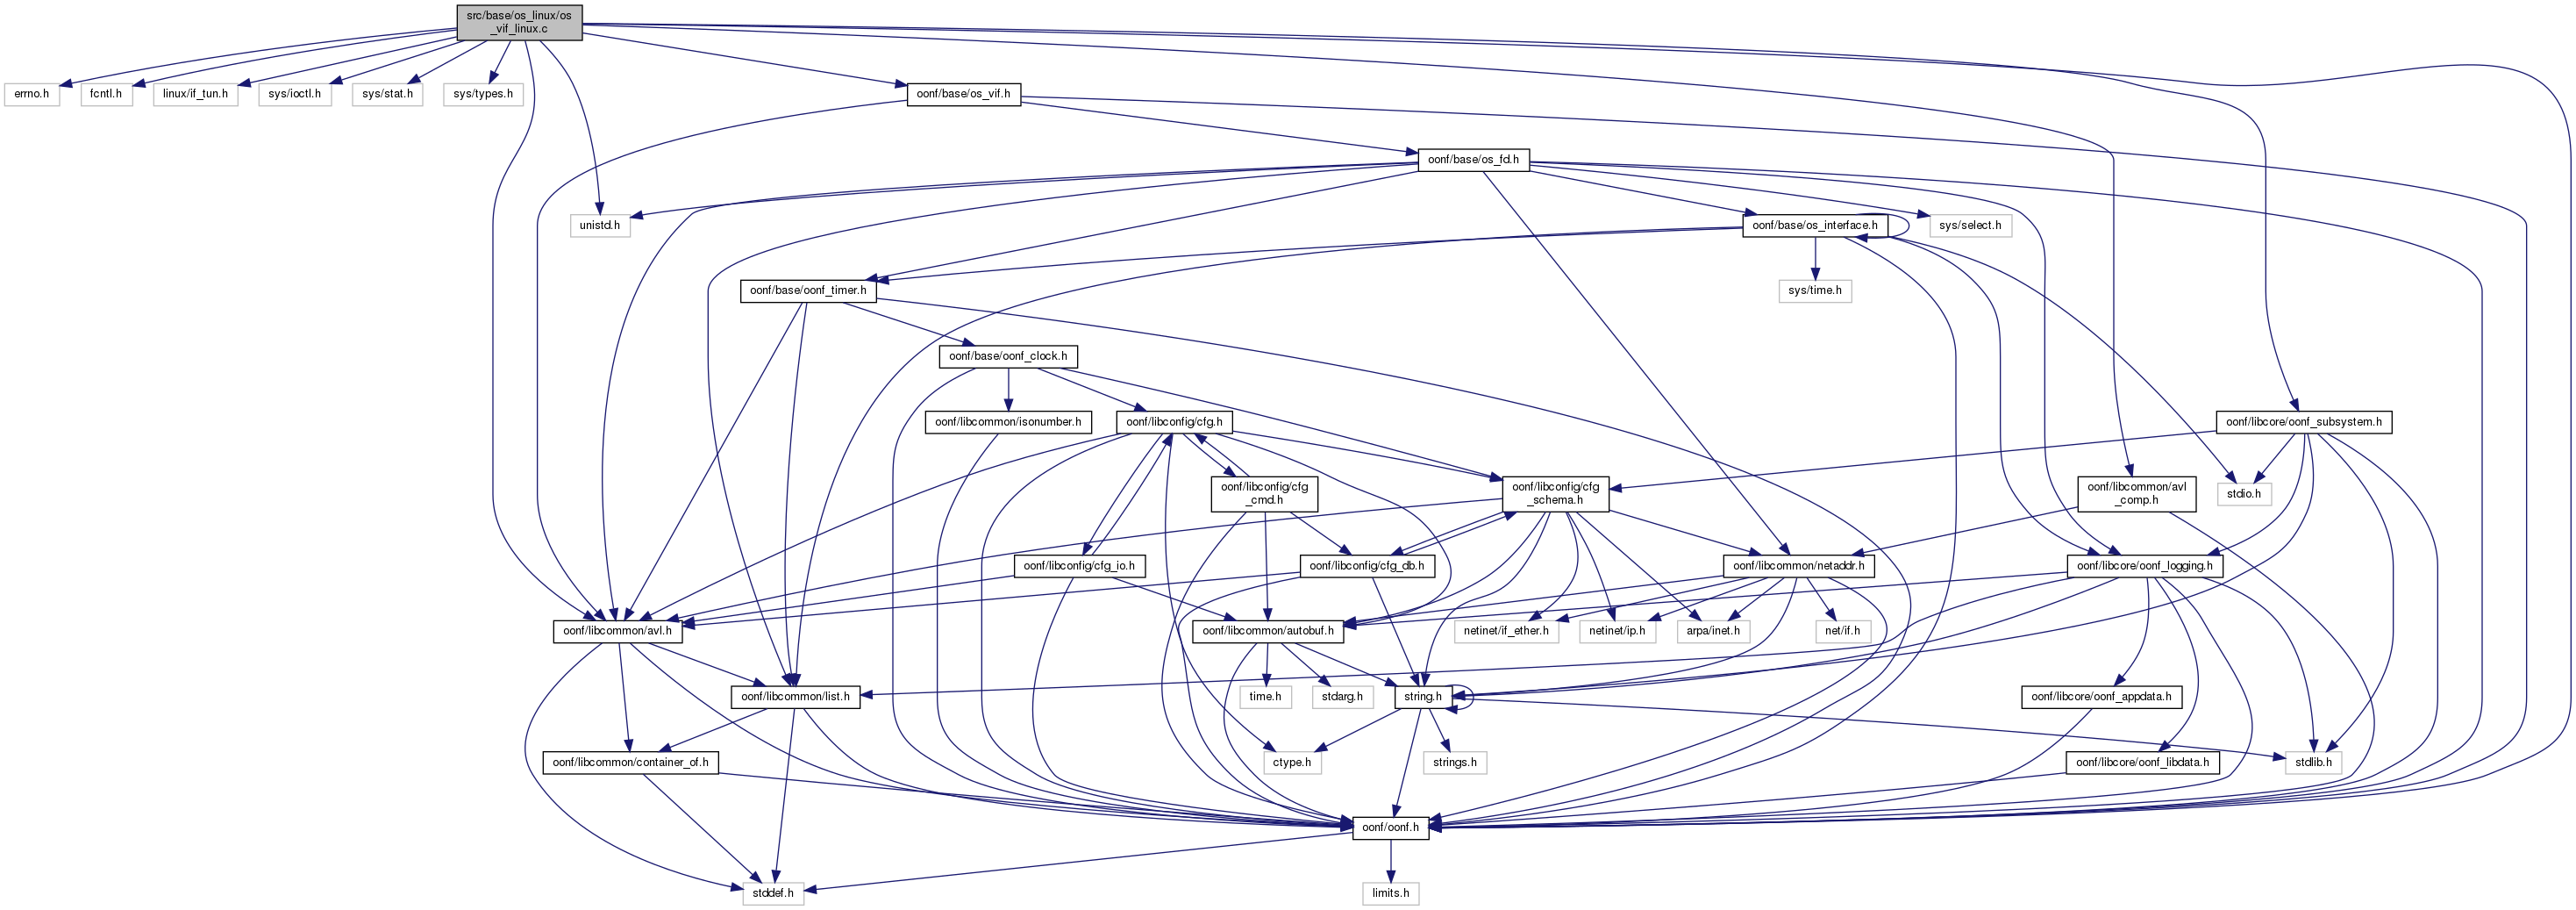 src/base/os_linux/os
_vif_linux.c
errno.h
fcntl.h
linux/if_tun.h
sys/ioctl.h
sys/stat.h
sys/types.h
oonf/base/os_vif.h
oonf/base/os_fd.h
unistd.h
oonf/base/os_interface.h
sys/select.h
oonf/base/oonf_timer.h
sys/time.h
oonf/base/oonf_clock.h
oonf/libcommon/isonumber.h
oonf/libconfig/cfg.h
oonf/libcore/oonf_subsystem.h
oonf/libconfig/cfg
_cmd.h
oonf/libconfig/cfg
_schema.h
oonf/libcommon/avl
_comp.h
stdio.h
oonf/libconfig/cfg_io.h
oonf/libconfig/cfg_db.h
oonf/libcommon/netaddr.h
oonf/libcore/oonf_logging.h
oonf/libcommon/avl.h
oonf/libcommon/autobuf.h
netinet/if_ether.h
netinet/ip.h
arpa/inet.h
net/if.h
oonf/libcommon/list.h
time.h
stdarg.h
string.h
oonf/libcore/oonf_appdata.h
oonf/libcommon/container_of.h
ctype.h
strings.h
oonf/libcore/oonf_libdata.h
stdlib.h
oonf/oonf.h
stddef.h
limits.h